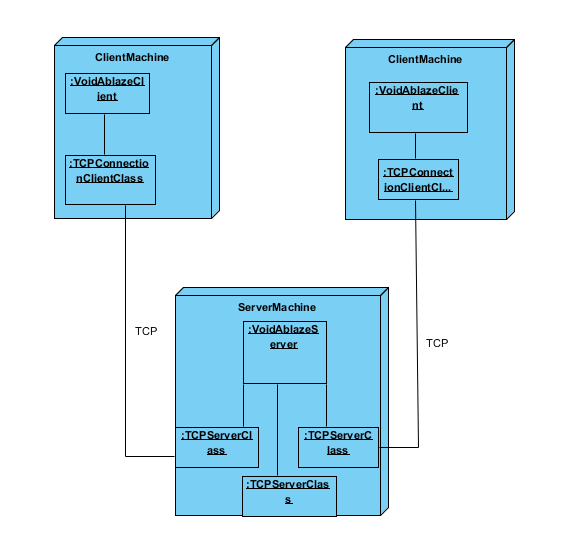 ClientMachine
:VoidAblazeCl
ient
:TCPConnectio
nClientClass
ClientMachine
:VoidAblazeClie
nt
:TCPConnect
ionClientCl...
TCP
TCP
ServerMachine
:VoidAblazeS
erver
:TCPServerCl
ass
:TCPServerC
lass
:TCPServerClas
s